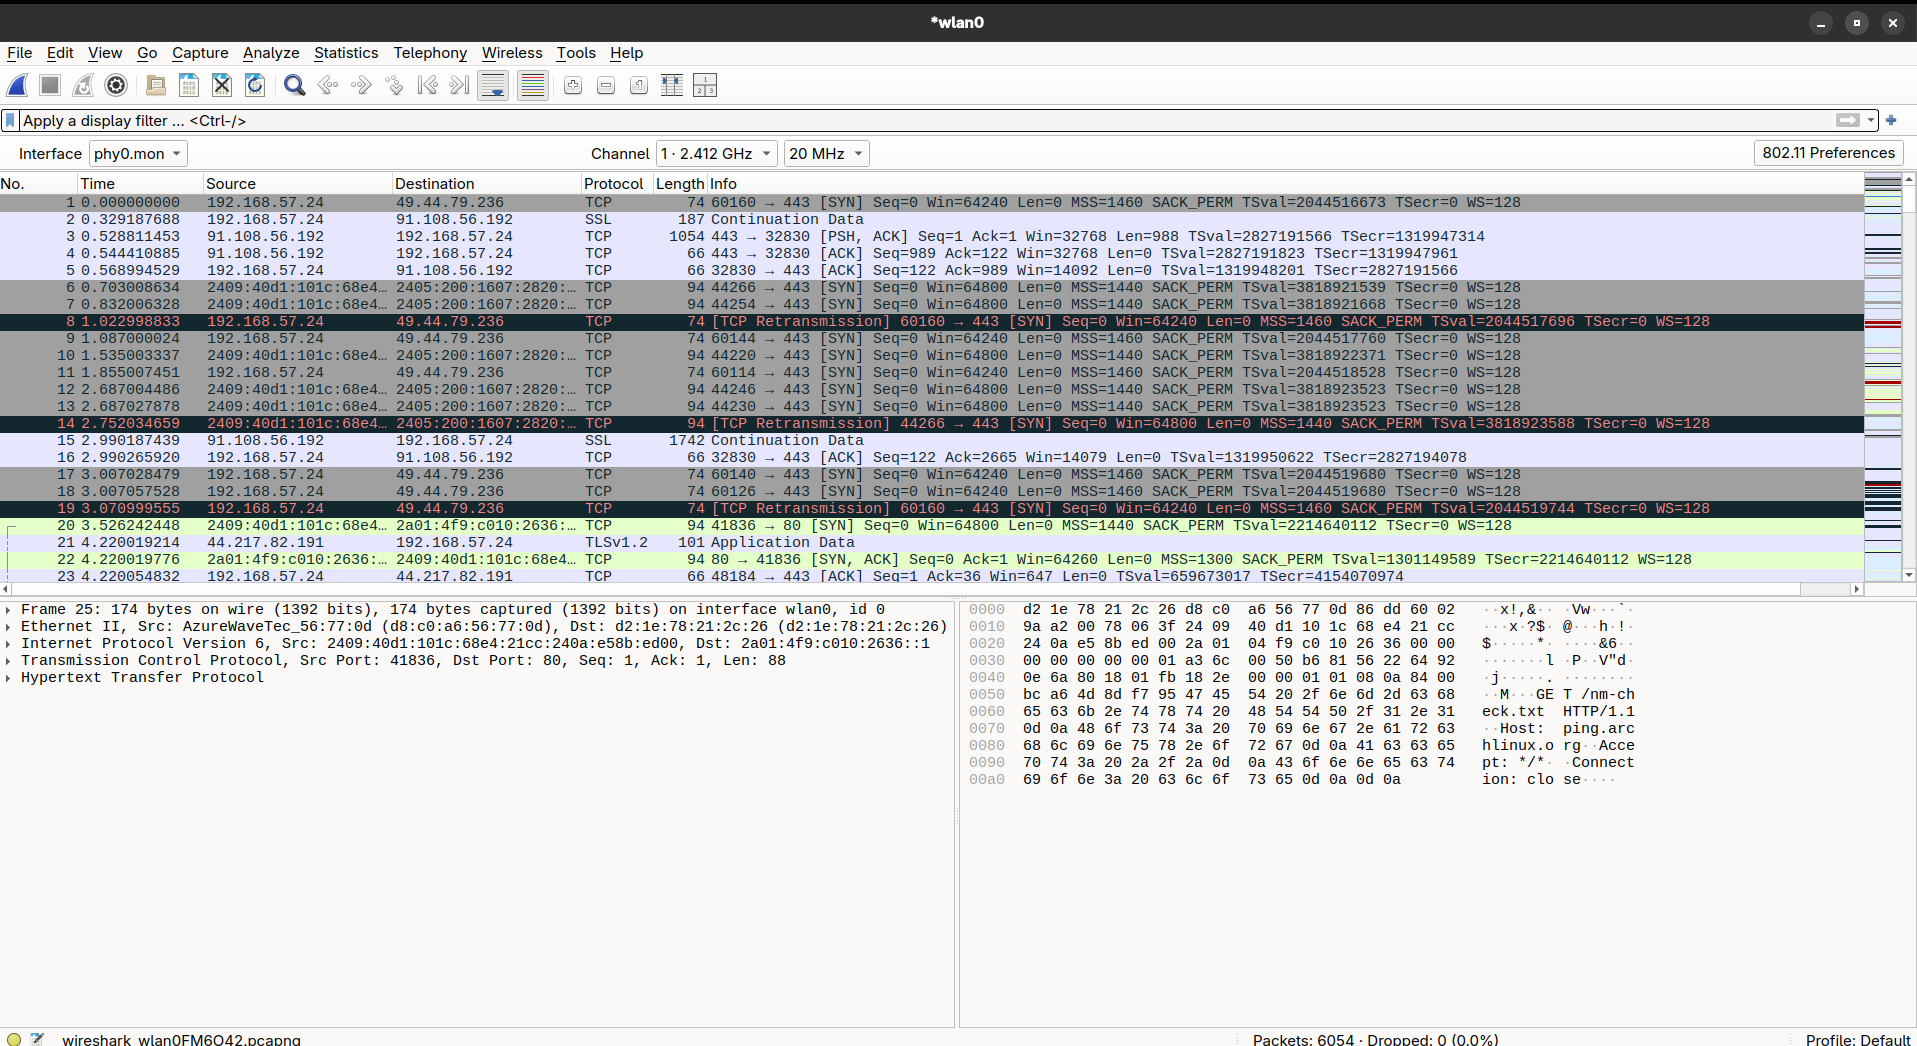 *wlan0
File Edit View Go Capture Analyze Statistics Telephony Wireless Tools Help
Apply a display filter ... <Ctrl-/>
Interface phy0.mon Channel 1 · 2.412 GHz 20 MHz 802.11 Preferences
No. Time Source Destination Protocol Length Info
1 0.000000000 192.168.57.24 49.44.79.236 TCP 74 60160 → 443 [SYN] Seq=0 Win=64240 Len=0 MSS=1460 SACK_PERM TSval=2044516673 TSecr=0 WS=128
2 0.329187688 192.168.57.24 91.108.56.192 SSL 187 Continuation Data
3 0.528811453 91.108.56.192 192.168.57.24 TCP 1054 443 → 32830 [PSH, ACK] Seq=1 Ack=1 Win=32768 Len=988 TSval=2827191566 TSecr=1319947314
4 0.544410885 91.108.56.192 192.168.57.24 TCP 66 443 → 32830 [ACK] Seq=989 Ack=122 Win=32768 Len=0 TSval=2827191823 TSecr=1319947961
5 0.568994529 192.168.57.24 91.108.56.192 TCP 66 32830 → 443 [ACK] Seq=122 Ack=989 Win=14092 Len=0 TSval=1319948201 TSecr=2827191566
6 0.703008634 2409:40d1:101c:68e4… 2405:200:1607:2820:… TCP 94 44266 → 443 [SYN] Seq=0 Win=64800 Len=0 MSS=1440 SACK_PERM TSval=3818921539 TSecr=0 WS=128
7 0.832006328 2409:40d1:101c:68e4… 2405:200:1607:2820:… TCP 94 44254 → 443 [SYN] Seq=0 Win=64800 Len=0 MSS=1440 SACK_PERM TSval=3818921668 TSecr=0 WS=128
8 1.022998833 192.168.57.24 49.44.79.236 TCP 74 [TCP Retransmission] 60160 → 443 [SYN] Seq=0 Win=64240 Len=0 MSS=1460 SACK_PERM TSval=2044517696 TSecr=0 WS=128
9 1.087000024 192.168.57.24 49.44.79.236 TCP 74 60144 → 443 [SYN] Seq=0 Win=64240 Len=0 MSS=1460 SACK_PERM TSval=2044517760 TSecr=0 WS=128
10 1.535003337 2409:40d1:101c:68e4… 2405:200:1607:2820:… TCP 94 44220 → 443 [SYN] Seq=0 Win=64800 Len=0 MSS=1440 SACK_PERM TSval=3818922371 TSecr=0 WS=128
11 1.855007451 192.168.57.24 49.44.79.236 TCP 74 60114 → 443 [SYN] Seq=0 Win=64240 Len=0 MSS=1460 SACK_PERM TSval=2044518528 TSecr=0 WS=128
12 2.687004486 2409:40d1:101c:68e4… 2405:200:1607:2820:… TCP 94 44246 → 443 [SYN] Seq=0 Win=64800 Len=0 MSS=1440 SACK_PERM TSval=3818923523 TSecr=0 WS=128
13 2.687027878 2409:40d1:101c:68e4… 2405:200:1607:2820:… TCP 94 44230 → 443 [SYN] Seq=0 Win=64800 Len=0 MSS=1440 SACK_PERM TSval=3818923523 TSecr=0 WS=128
14 2.752034659 2409:40d1:101c:68e4… 2405:200:1607:2820:… TCP 94 [TCP Retransmission] 44266 → 443 [SYN] Seq=0 Win=64800 Len=0 MSS=1440 SACK_PERM TSval=3818923588 TSecr=0 WS=128
15 2.990187439 91.108.56.192 192.168.57.24 SSL 1742 Continuation Data
16 2.990265920 192.168.57.24 91.108.56.192 TCP 66 32830 → 443 [ACK] Seq=122 Ack=2665 Win=14079 Len=0 TSval=1319950622 TSecr=2827194078
17 3.007028479 192.168.57.24 49.44.79.236 TCP 74 60140 → 443 [SYN] Seq=0 Win=64240 Len=0 MSS=1460 SACK_PERM TSval=2044519680 TSecr=0 WS=128
18 3.007057528 192.168.57.24 49.44.79.236 TCP 74 60126 → 443 [SYN] Seq=0 Win=64240 Len=0 MSS=1460 SACK_PERM TSval=2044519680 TSecr=0 WS=128
19 3.070999555 192.168.57.24 49.44.79.236 TCP 74 [TCP Retransmission] 60160 → 443 [SYN] Seq=0 Win=64240 Len=0 MSS=1460 SACK_PERM TSval=2044519744 TSecr=0 WS=128
20 3.526242448 2409:40d1:101c:68e4… 2a01:4f9:c010:2636:… TCP 94 41836 → 80 [SYN] Seq=0 Win=64800 Len=0 MSS=1440 SACK_PERM TSval=2214640112 TSecr=0 WS=128
21 4.220019214 44.217.82.191 192.168.57.24 TLSv1.2 101 Application Data
22 4.220019776 2a01:4f9:c010:2636:… 2409:40d1:101c:68e4… TCP 94 80 → 41836 [SYN, ACK] Seq=0 Ack=1 Win=64260 Len=0 MSS=1300 SACK_PERM TSval=1301149589 TSecr=2214640112 WS=128
23 4.220054832 192.168.57.24 44.217.82.191 TCP 66 48184 → 443 [ACK] Seq=1 Ack=36 Win=647 Len=0 TSval=659673017 TSecr=4154070974
Frame 25: 174 bytes on wire (1392 bits), 174 bytes captured (1392 bits) on interface wlan0, id 0
Ethernet II, Src: AzureWaveTec_56:77:0d (d8:c0:a6:56:77:0d), Dst: d2:1e:78:21:2c:26 (d2:1e:78:21:2c:26)
Internet Protocol Version 6, Src: 2409:40d1:101c:68e4:21cc:240a:e58b:ed00, Dst: 2a01:4f9:c010:2636::1
Transmission Control Protocol, Src Port: 41836, Dst Port: 80, Seq: 1, Ack: 1, Len: 88
Hypertext Transfer Protocol
0000 d2 1e 78 21 2c 26 d8 c0 a6 56 77 0d 86 dd 60 02 ··x!,&·· ·Vw···`·
0010 9a a2 00 78 06 3f 24 09 40 d1 10 1c 68 e4 21 cc ···x·?$· @···h·!·
0020 24 0a e5 8b ed 00 2a 01 04 f9 c0 10 26 36 00 00 $·····*· ····&6··
0030 00 00 00 00 00 01 a3 6c 00 50 b6 81 56 22 64 92 ·······l ·P··V"d·
0040 0e 6a 80 18 01 fb 18 2e 00 00 01 01 08 0a 84 00 ·j·····. ········
0050 bc a6 4d 8d f7 95 47 45 54 20 2f 6e 6d 2d 63 68 ··M···GE T /nm-ch
0060 65 63 6b 2e 74 78 74 20 48 54 54 50 2f 31 2e 31 eck.txt HTTP/1.1
0070 0d 0a 48 6f 73 74 3a 20 70 69 6e 67 2e 61 72 63 ··Host: ping.arc
0080 68 6c 69 6e 75 78 2e 6f 72 67 0d 0a 41 63 63 65 hlinux.o rg··Acce
0090 70 74 3a 20 2a 2f 2a 0d 0a 43 6f 6e 6e 65 63 74 pt: */*· ·Connect
00a0 69 6f 6e 3a 20 63 6c 6f 73 65 0d 0a 0d 0a ion: clo se····
wireshark_wlan0FM6O42.pcapng Packets: 6054 · Dropped: 0 (0.0%) Profile: Default